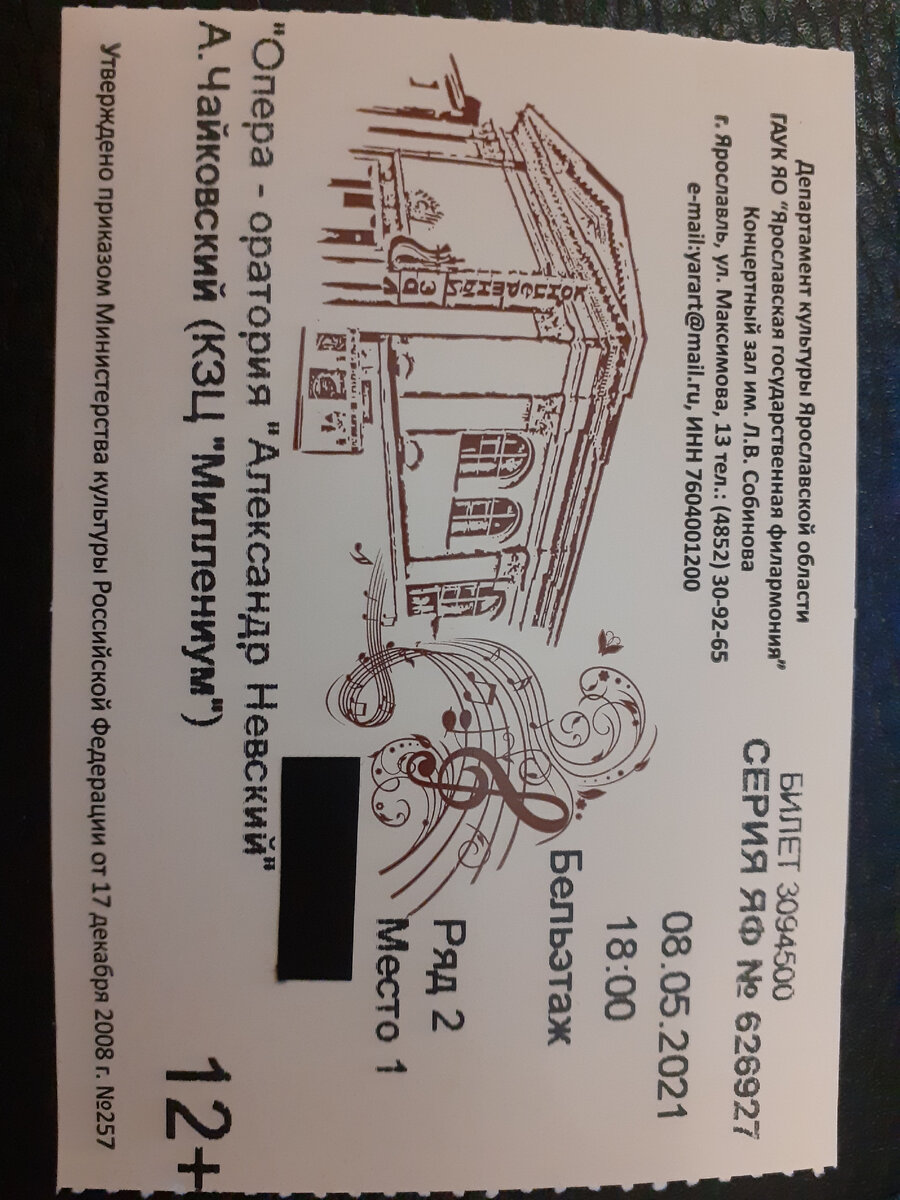 Департамент культуры Ярославской области
ГАУК ЯО "Ярославская государственная филармония"
Концертный зал им. Л.В. Собинова
г. Ярославль, ул. Максимова, 13 тел.: (4852) 30-92-65
e-mail:yarart@mail.ru, ИНН 7604001200
БИЛЕТ 3094500
СЕРИЯ ЯФ № 626927
08.05.2021
18:00
Бельэтаж
Ряд 2
Место 1
"Опера - оратория "Александр Невский"
А.Чайковский (КЗЦ "Миллениум")
12+
Утверждено приказом Министерства культуры Российской Федерации от 17 декабря 2008 г. №257